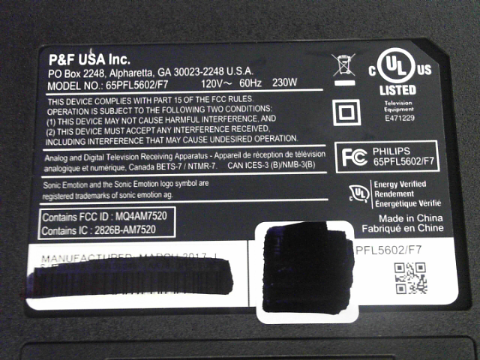 P&F USA Inc.
PO Box 2248, Alpharetta, GA 30023-2248 U.S.A.
MODEL NO.: 65PFL5602/F7 120V~ 60Hz 230W
THIS DEVICE COMPLIES WITH PART 15 OF THE FCC RULES.
OPERATION IS SUBJECT TO THE FOLLOWING TWO CONDITIONS:
(1) THIS DEVICE MAY NOT CAUSE HARMFUL INTERFERENCE, AND
(2) THIS DEVICE MUST ACCEPT ANY INTERFERENCE RECEIVED,
INCLUDING INTERFERENCE THAT MAY CAUSE UNDESIRED OPERATION.
Analog and Digital Television Receiving Apparatus - Appareil de réception de télévision
analogique et numérique, Canada BETS-7 / NTMR-7. CAN ICES-3 (B)/NMB-3(B)
Sonic Emotion and the Sonic Emotion logo symbol are
registered trademarks of sonic emotion ag.
Contains FCC ID : MQ4AM7520
Contains IC : 2826B-AM7520
MANUFACTURED MARCH 2017
C UL US
LISTED
Television
Equipment
E471229
FC PHILIPS
65PFL5602/F7
UL Energy Verified
Rendement
Énergétique Vérifié
Made in China
Fabriqué en China
PFL5602/F7